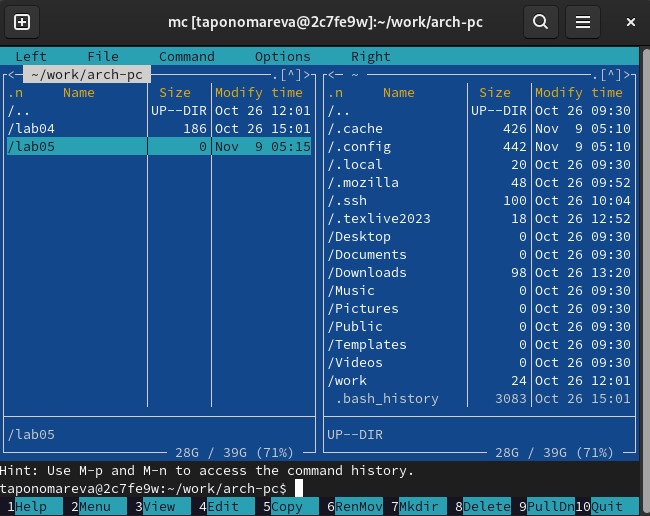 mc [taponomareva@2c7fe9w]:~/work/arch-pc
Left File Command Options Right
<─ ~/work/arch-pc .[^]> <─ ~ .[^]>
.n Name Size Modify time .n Name Size Modify time
/.. UP--DIR Oct 26 12:01 /.. UP--DIR Oct 26 09:30
/lab04 186 Oct 26 15:01 /.cache 426 Nov 9 05:10
/lab05 0 Nov 9 05:15 /.config 442 Nov 9 05:10
/.local 20 Oct 26 09:30
/.mozilla 48 Oct 26 09:52
/.ssh 100 Oct 26 10:04
/.texlive2023 18 Oct 26 12:52
/Desktop 0 Oct 26 09:30
/Documents 0 Oct 26 09:30
/Downloads 98 Oct 26 13:20
/Music 0 Oct 26 09:30
/Pictures 0 Oct 26 09:30
/Public 0 Oct 26 09:30
/Templates 0 Oct 26 09:30
/Videos 0 Oct 26 09:30
/work 24 Oct 26 12:01
.bash_history 3083 Oct 26 15:01
/lab05 UP--DIR
28G / 39G (71%) 28G / 39G (71%)
Hint: Use M-p and M-n to access the command history.
taponomareva@2c7fe9w:~/work/arch-pc$
1Help 2Menu 3View 4Edit 5Copy 6RenMov 7Mkdir 8Delete 9PullDn 10Quit